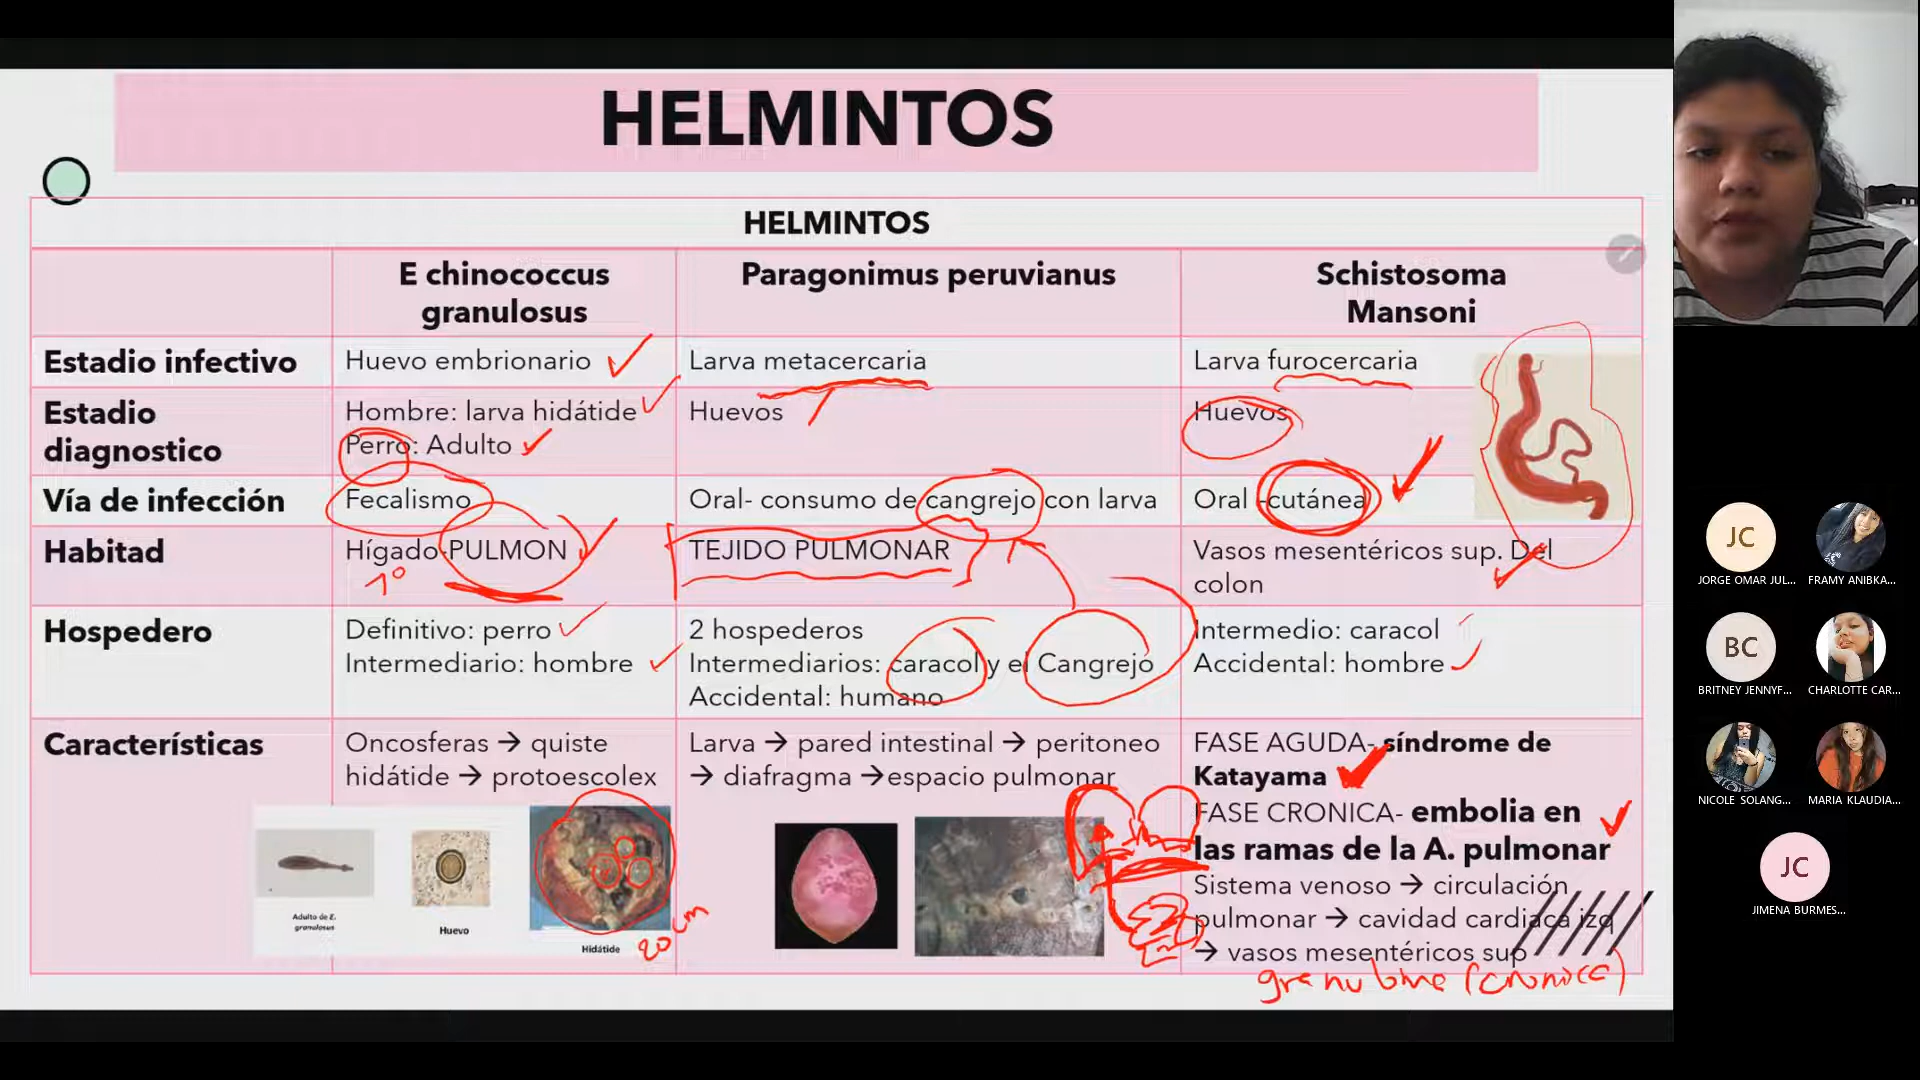 HELMINTOS
HELMINTOS
E chinococcus
granulosus
Paragonimus peruvianus
Schistosoma
Mansoni
Estadio infectivo
Huevo embrionario
Larva metacercaria
Larva furocercaria
Estadio
diagnostico
Hombre: larva hidátide
Perro: Adulto
Huevos
Huevos
Vía de infección
Fecalismo
Oral- consumo de cangrejo con larva
Oral -cutánea
Habitad
Hígado-PULMON
1º
TEJIDO PULMONAR
Vasos mesentéricos sup. Del
colon
Hospedero
Definitivo: perro
Intermediario: hombre
2 hospederos
Intermediarios: caracol y el Cangrejo
Accidental: humano
Intermedio: caracol
Accidental: hombre
Características
Oncosferas → quiste
hidátide → protoescolex
Larva → pared intestinal → peritoneo
→ diafragma →espacio pulmonar
FASE AGUDA- síndrome de
Katayama
FASE CRONICA- embolia en
las ramas de la A. pulmonar
Sistema venoso → circulación
pulmonar → cavidad cardiaca izq
→ vasos mesentéricos sup
Adulto de E.
granulosus
Huevo
Hidátide
20 cm
(cronica)
JC
JORGE OMAR JUL...
FRAMY ANIBKA...
BC
BRITNEY JENNYF...
CHARLOTTE CAR...
NICOLE SOLANG...
MARIA KLAUDIA...
JC
JIMENA BURMES...